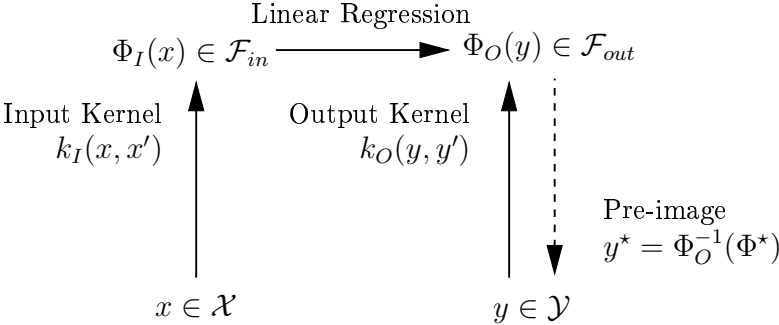 Linear Regression
Φ_I(x) ∈ ℱ_in
Φ_O(y) ∈ ℱ_out
Input Kernel
k_I(x, x′)
Output Kernel
k_O(y, y′)
Pre-image
y⋆ = Φ_O^{-1}(Φ⋆)
x ∈ 𝒳
y ∈ 𝒴